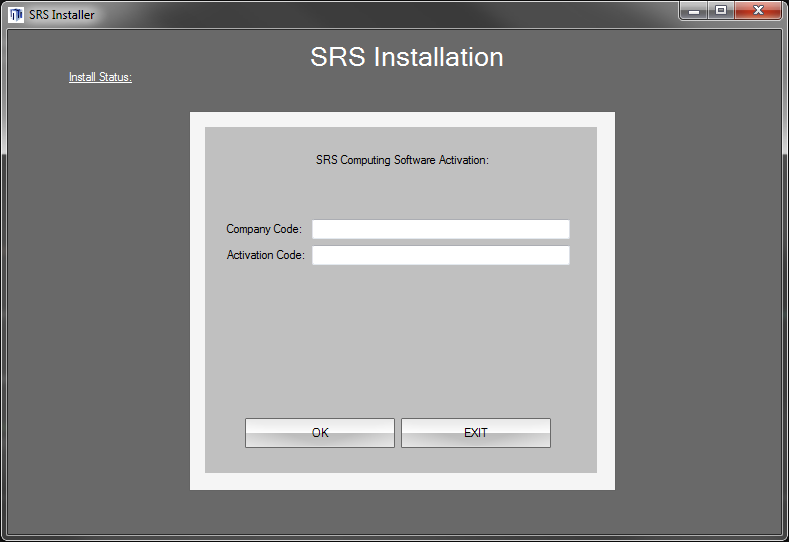 SRS Installer
SRS Installation
Install Status:
SRS Computing Software Activation:
Company Code:
Activation Code:
OK EXIT